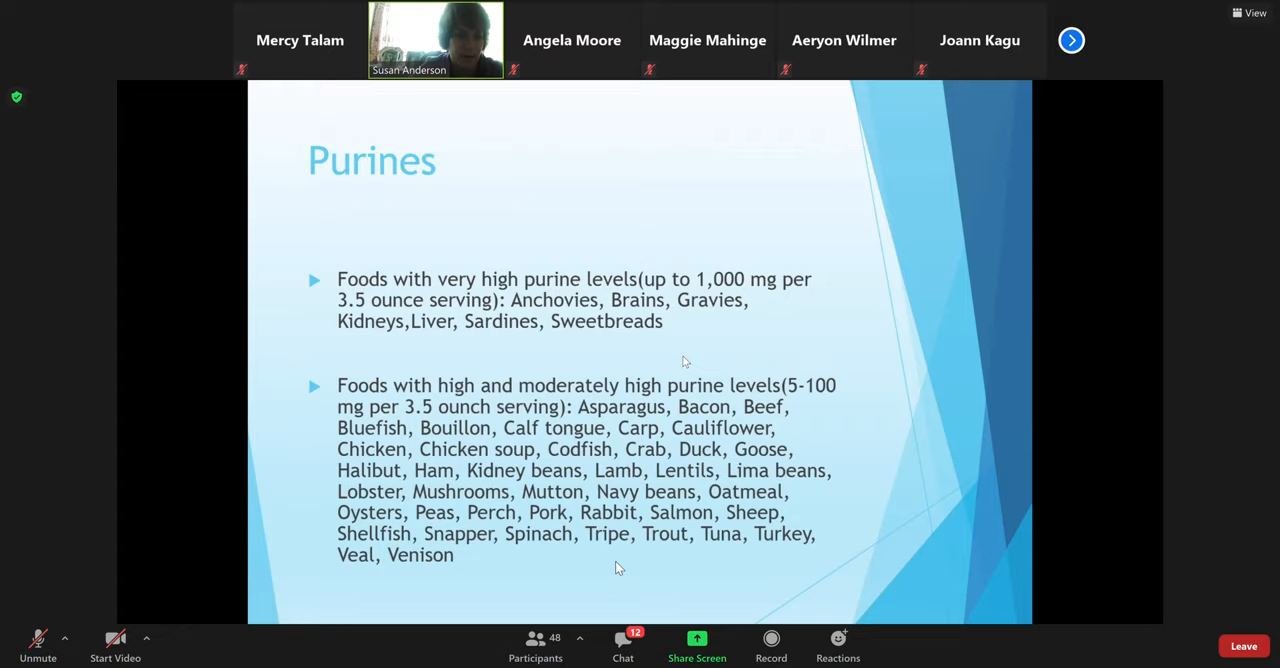 View
Mercy Talam
Susan Anderson
Angela Moore
Maggie Mahinge
Aeryon Wilmer
Joann Kagu
Purines
Foods with very high purine levels(up to 1,000 mg per
3.5 ounce serving): Anchovies, Brains, Gravies,
Kidneys,Liver, Sardines, Sweetbreads
Foods with high and moderately high purine levels(5-100
mg per 3.5 ounch serving): Asparagus, Bacon, Beef,
Bluefish, Bouillon, Calf tongue, Carp, Cauliflower,
Chicken, Chicken soup, Codfish, Crab, Duck, Goose,
Halibut, Ham, Kidney beans, Lamb, Lentils, Lima beans,
Lobster, Mushrooms, Mutton, Navy beans, Oatmeal,
Oysters, Peas, Perch, Pork, Rabbit, Salmon, Sheep,
Shellfish, Snapper, Spinach, Tripe, Trout, Tuna, Turkey,
Veal, Venison
Unmute
Start Video
48
Participants
12
Chat
Share Screen
Record
Reactions
Leave